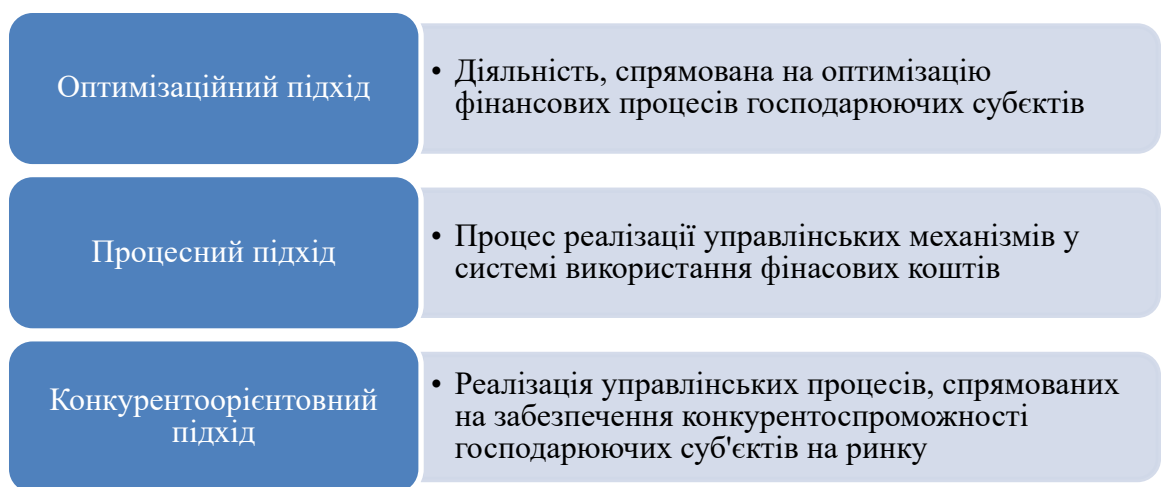 Оптимізаційний підхід
• Діяльність, спрямована на оптимізацію
фінансових процесів господарюючих субєктів
Процесний підхід
• Процес реалізації управлінських механізмів у
системі використання фінасових коштів
Конкурентоорієнтовний
підхід
• Реалізація управлінських процесів, спрямованих
на забезпечення конкурентоспроможності
господарюючих суб'єктів на ринку